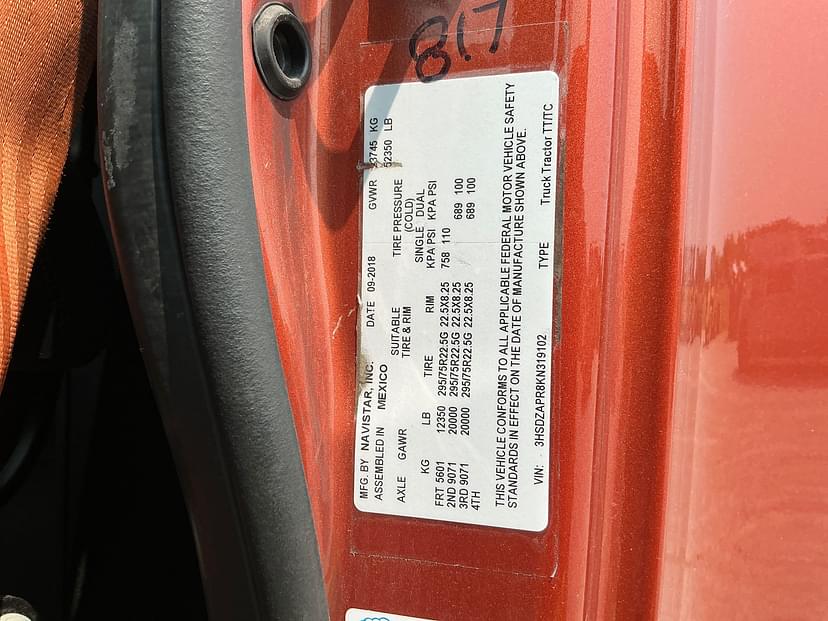 817
MFG. BY NAVISTAR, INC. DATE 09-2018 GVWR 23745 KG
ASSEMBLED IN MEXICO 52350 LB
SUITABLE TIRE PRESSURE
AXLE GAWR TIRE & RIM (COLD)
SINGLE DUAL
KG LB TIRE RIM KPA PSI KPA PSI
FRT 5601 12350 295/75R22.5G 22.5X8.25 758 110
2ND 9071 20000 295/75R22.5G 22.5X8.25 689 100
3RD 9071 20000 295/75R22.5G 22.5X8.25 689 100
4TH
THIS VEHICLE CONFORMS TO ALL APPLICABLE FEDERAL MOTOR VEHICLE SAFETY
STANDARDS IN EFFECT ON THE DATE OF MANUFACTURE SHOWN ABOVE.
VIN: 3HSDZAPR8KN319102 TYPE Truck Tractor TT/TC